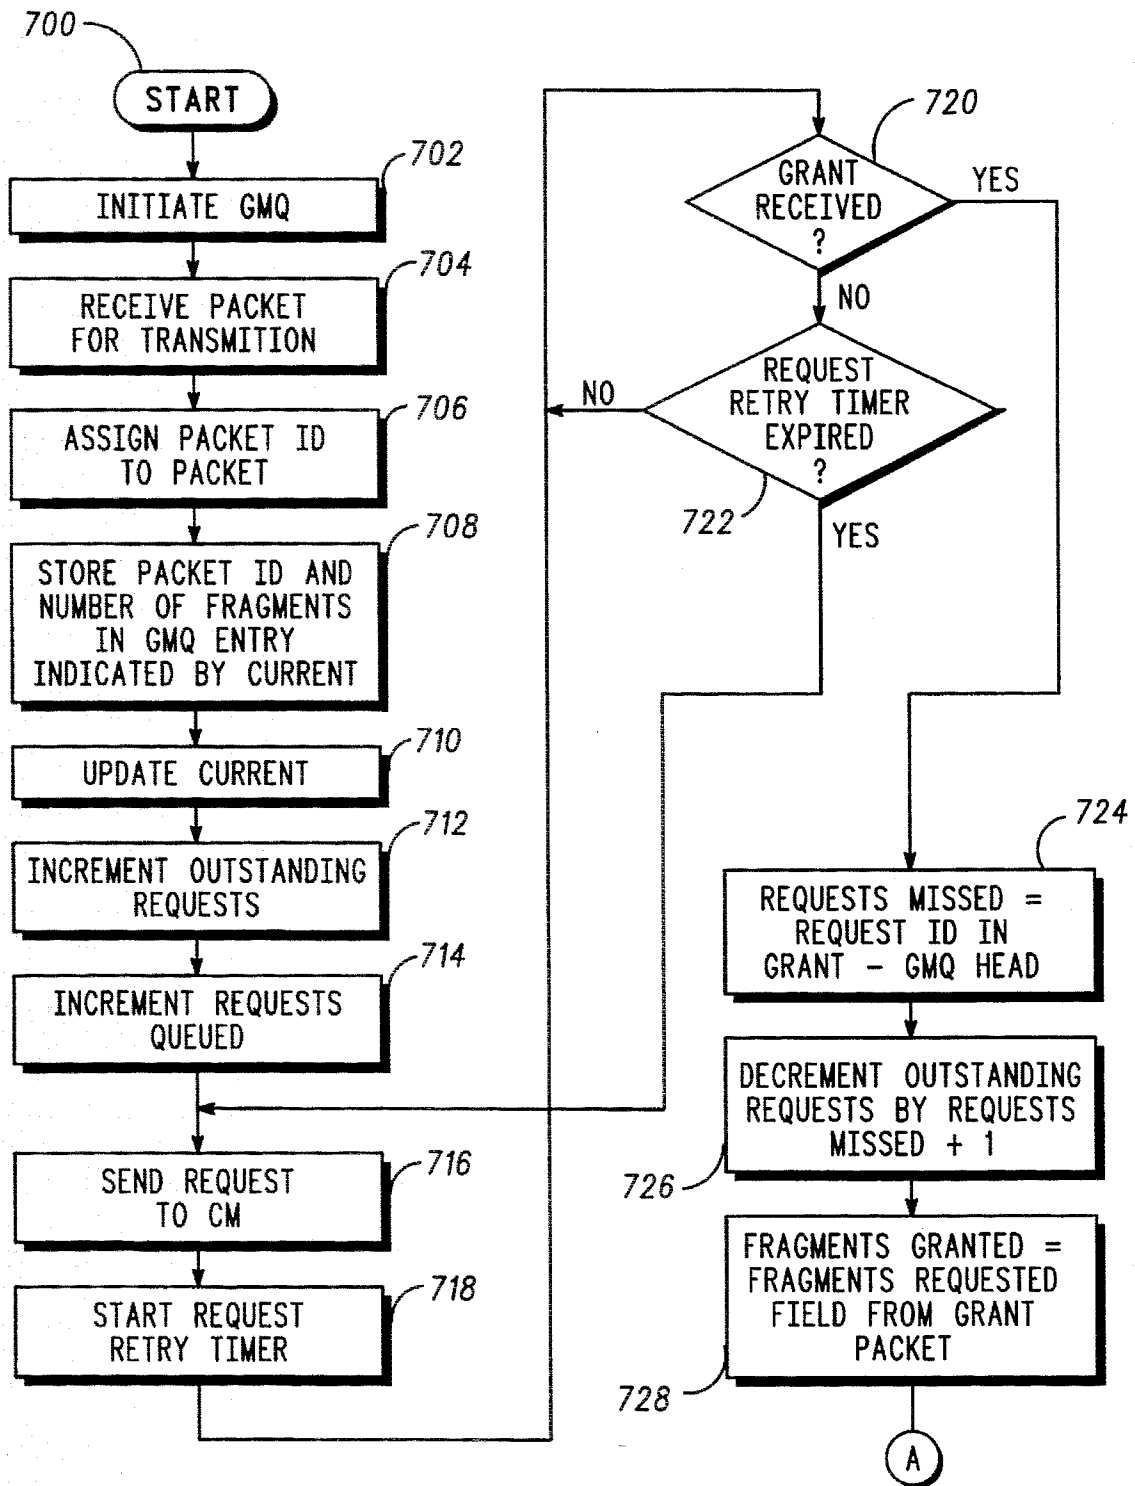 700
START
702
INITIATE GMQ
704
RECEIVE PACKET
FOR TRANSMITION
706
ASSIGN PACKET ID
TO PACKET
708
STORE PACKET ID AND
NUMBER OF FRAGMENTS
IN GMQ ENTRY
INDICATED BY CURRENT
710
UPDATE CURRENT
712
INCREMENT OUTSTANDING
REQUESTS
714
INCREMENT REQUESTS
QUEUED
716
SEND REQUEST
TO CM
718
START REQUEST
RETRY TIMER
720
GRANT
RECEIVED
?
YES
NO
REQUEST
RETRY TIMER
EXPIRED
?
NO
722
YES
724
REQUESTS MISSED =
REQUEST ID IN
GRANT - GMQ HEAD
DECREMENT OUTSTANDING
REQUESTS BY REQUESTS
MISSED + 1
726
FRAGMENTS GRANTED =
FRAGMENTS REQUESTED
FIELD FROM GRANT
PACKET
728
A